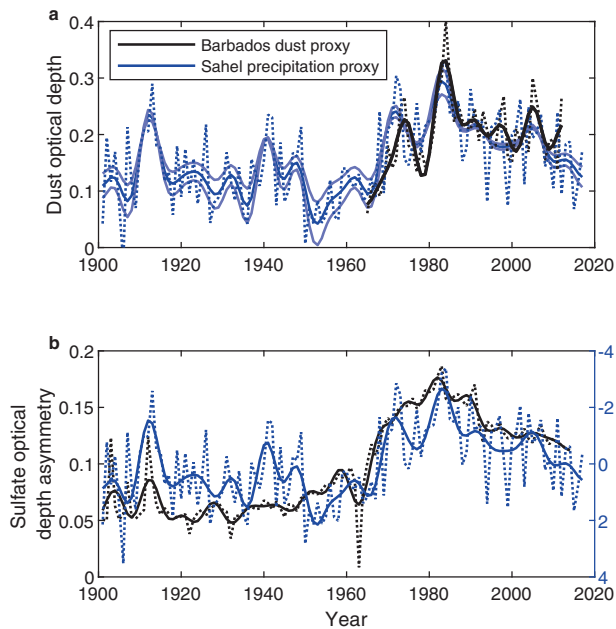 a
0.4
Barbados dust proxy
Sahel precipitation proxy
0.3
0.2
0.1
0
Dust optical depth
1900 1920 1940 1960 1980 2000 2020
b
0.2
0.15
0.1
0.05
0
Sulfate optical
depth asymmetry
-4
-2
0
2
4
1900 1920 1940 1960 1980 2000 2020
Year